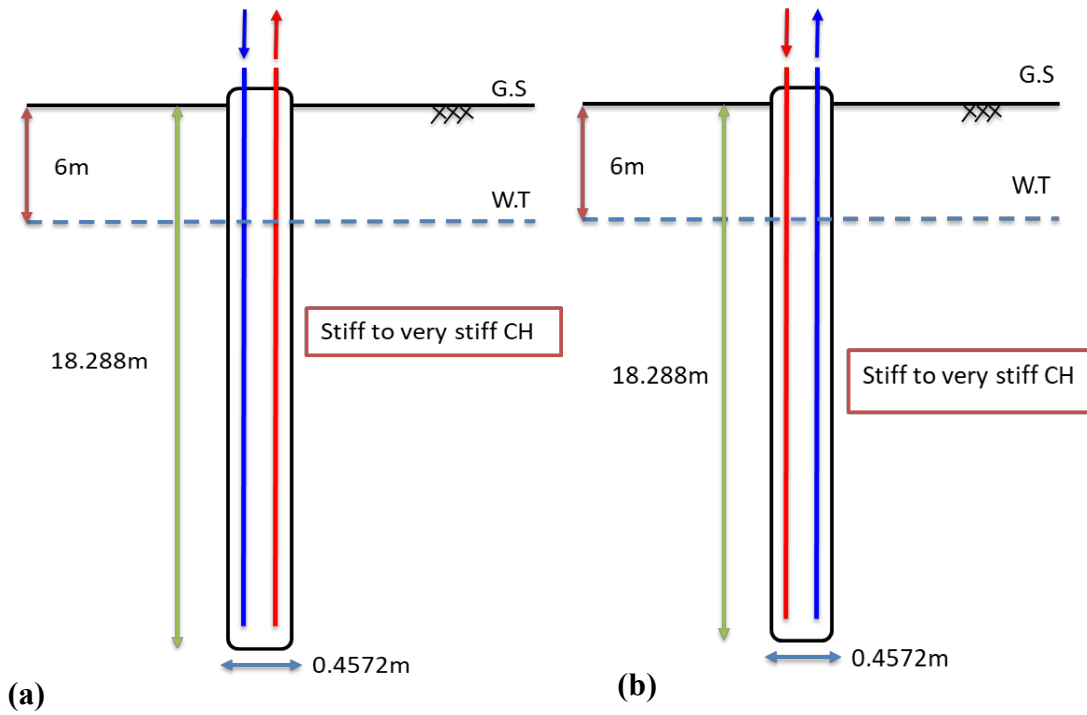 G.S
6m
W.T
Stiff to very stiff CH
18.288m
0.4572m
(a)
G.S
6m
W.T
Stiff to very stiff CH
18.288m
0.4572m
(b)